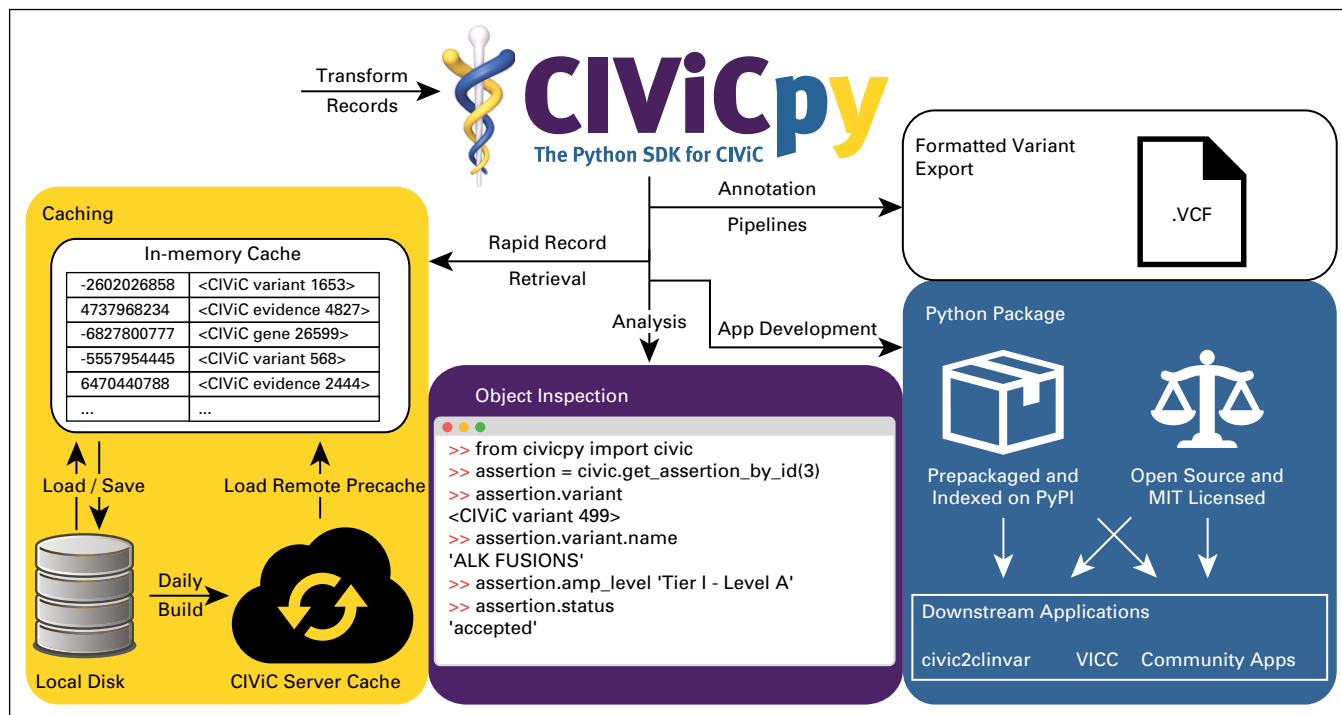 Transform
Records
CIViCpy
The Python SDK for CIViC
Formatted Variant
Export
.VCF
Annotation
Pipelines
Rapid Record
Retrieval
Analysis
App Development
Caching
In-memory Cache
-2602026858 <CIViC variant 1653>
4737968234 <CIViC evidence 4827>
-6827800777 <CIViC gene 26599>
-5557954445 <CIViC variant 568>
6470440788 <CIViC evidence 2444>
... ...
Load / Save
Load Remote Precache
Daily
Build
Local Disk
CIViC Server Cache
Object Inspection
>> from civicpy import civic
>> assertion = civic.get_assertion_by_id(3)
>> assertion.variant
<CIViC variant 499>
>> assertion.variant.name
'ALK FUSIONS'
>> assertion.amp_level 'Tier I - Level A'
>> assertion.status
'accepted'
Python Package
Prepackaged and
Indexed on PyPI
Open Source and
MIT Licensed
Downstream Applications
civic2clinvar VICC Community Apps